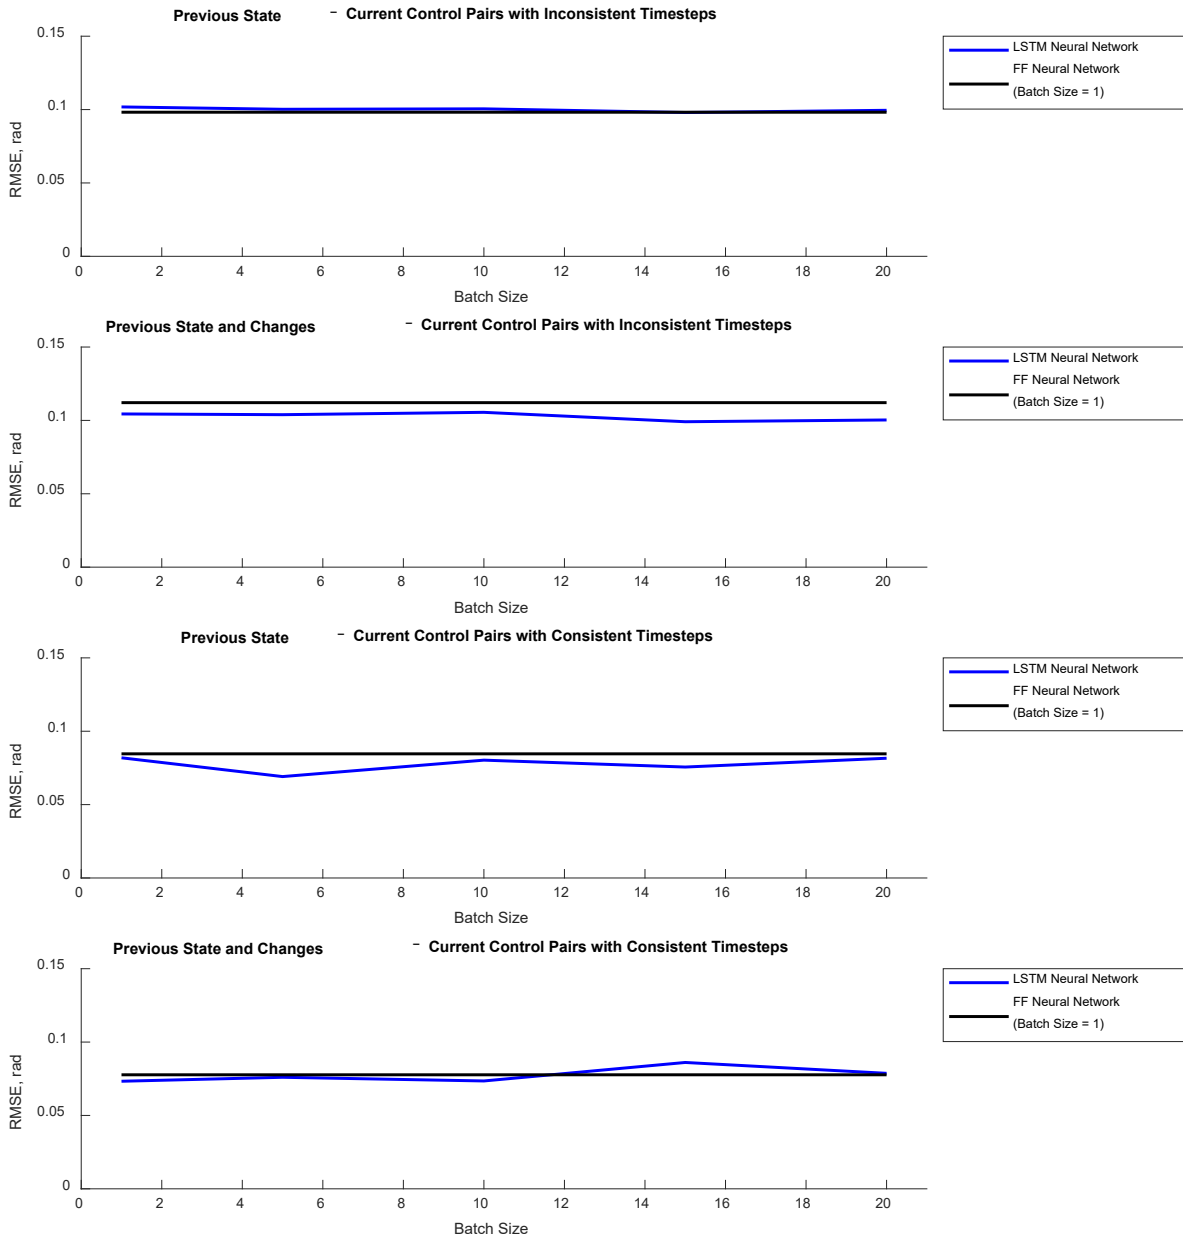 Previous State - Current Control Pairs with Inconsistent Timesteps
0.15
0.1
0.05
0
RMSE, rad
0 2 4 6 8 10 12 14 16 18 20
Batch Size
LSTM Neural Network
FF Neural Network
(Batch Size = 1)
Previous State and Changes - Current Control Pairs with Inconsistent Timesteps
0.15
0.1
0.05
0
RMSE, rad
0 2 4 6 8 10 12 14 16 18 20
Batch Size
LSTM Neural Network
FF Neural Network
(Batch Size = 1)
Previous State - Current Control Pairs with Consistent Timesteps
0.15
0.1
0.05
0
RMSE, rad
0 2 4 6 8 10 12 14 16 18 20
Batch Size
LSTM Neural Network
FF Neural Network
(Batch Size = 1)
Previous State and Changes - Current Control Pairs with Consistent Timesteps
0.15
0.1
0.05
0
RMSE, rad
0 2 4 6 8 10 12 14 16 18 20
Batch Size
LSTM Neural Network
FF Neural Network
(Batch Size = 1)